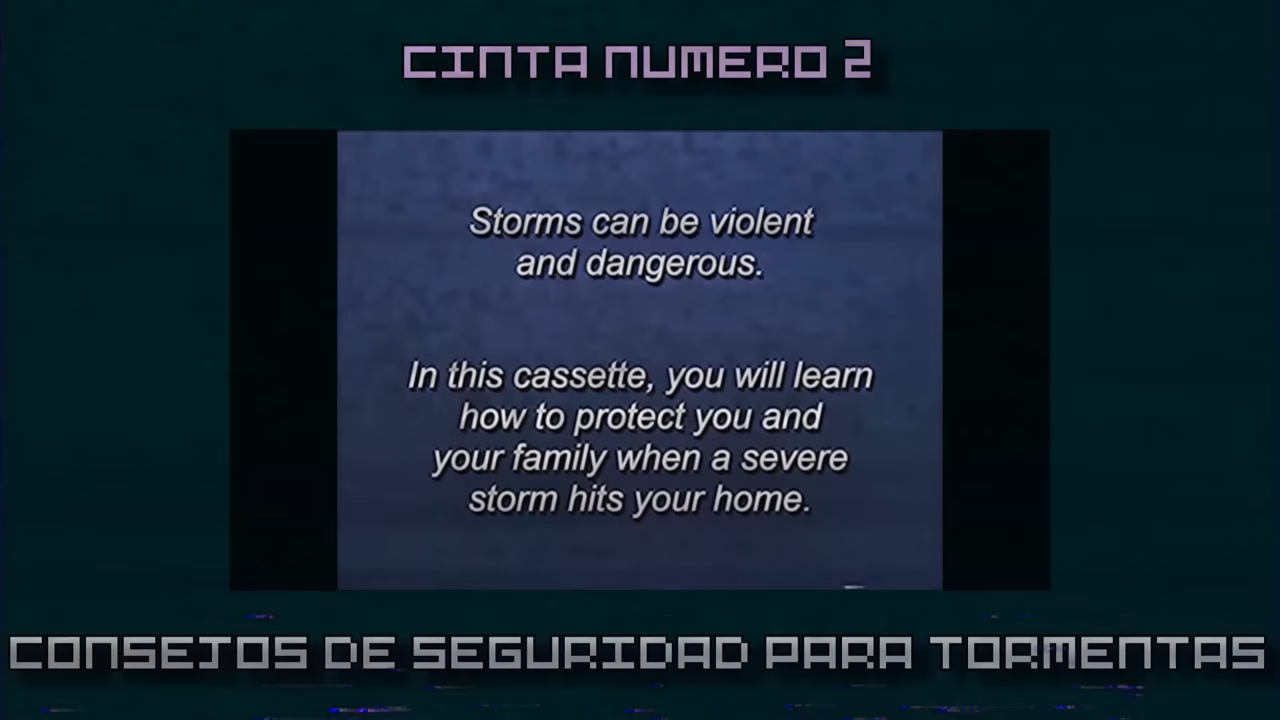 CINTA NUMERO 2
Storms can be violent
and dangerous.
In this cassette, you will learn
how to protect you and
your family when a severe
storm hits your home.
CONSEJOS DE SEGURIDAD PARA TORMENTAS